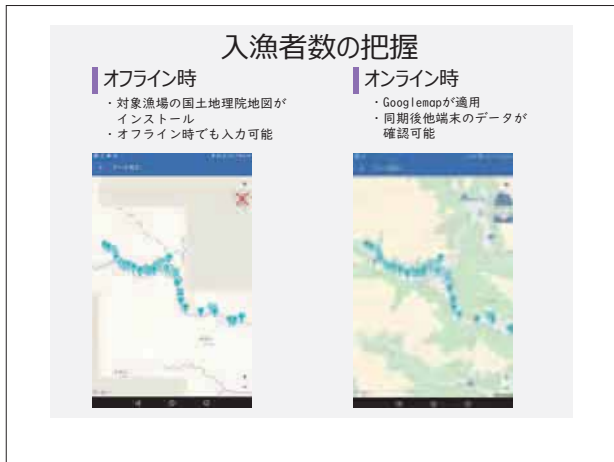 入漁者数の把握
オフライン時
・対象漁場の国土地理院地図が
インストール
・オフライン時でも入力可能
オンライン時
・Googlemapが適用
・同期後他端末のデータが
確認可能